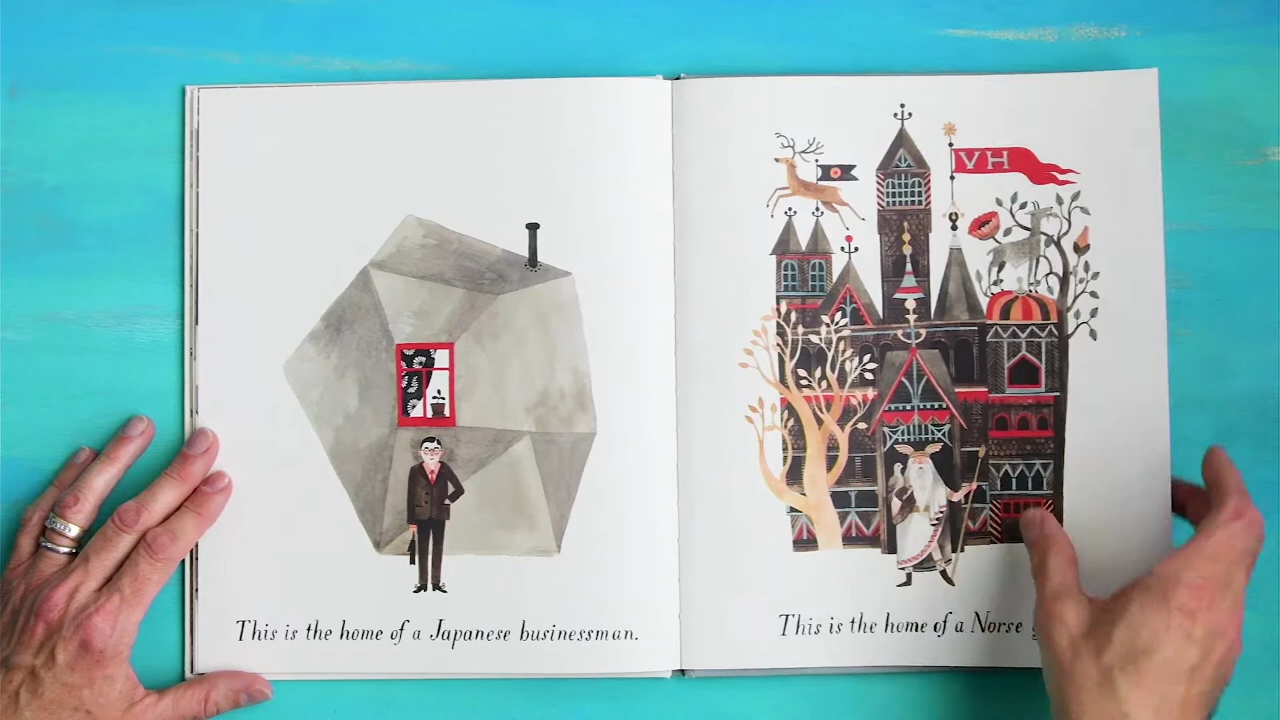 This is the home of a Japanese businessman.
VH
This is the home of a Norse